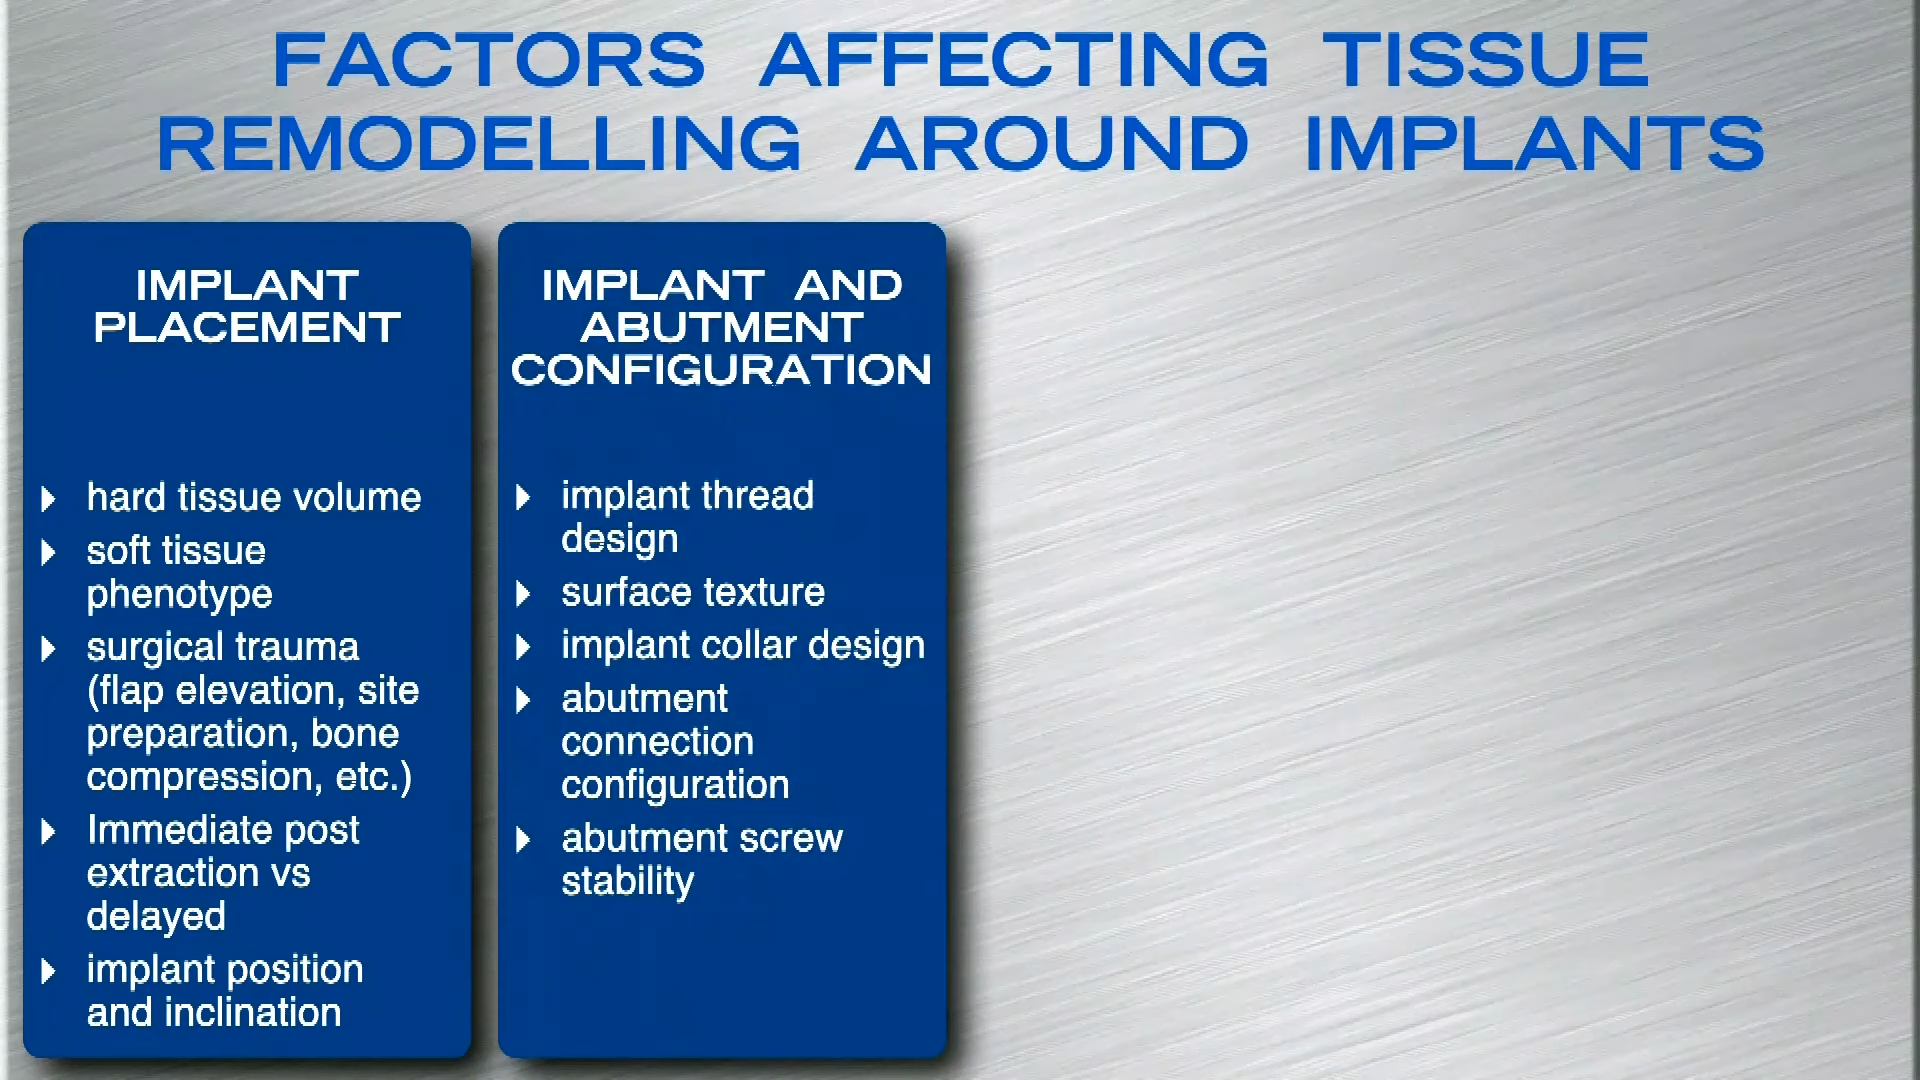 FACTORS AFFECTING TISSUE
REMODELLING AROUND IMPLANTS
IMPLANT
PLACEMENT
hard tissue volume
soft tissue
phenotype
surgical trauma
(flap elevation, site
preparation, bone
compression, etc.)
Immediate post
extraction vs
delayed
implant position
and inclination
IMPLANT AND
ABUTMENT
CONFIGURATION
implant thread
design
surface texture
implant collar design
abutment
connection
configuration
abutment screw
stability